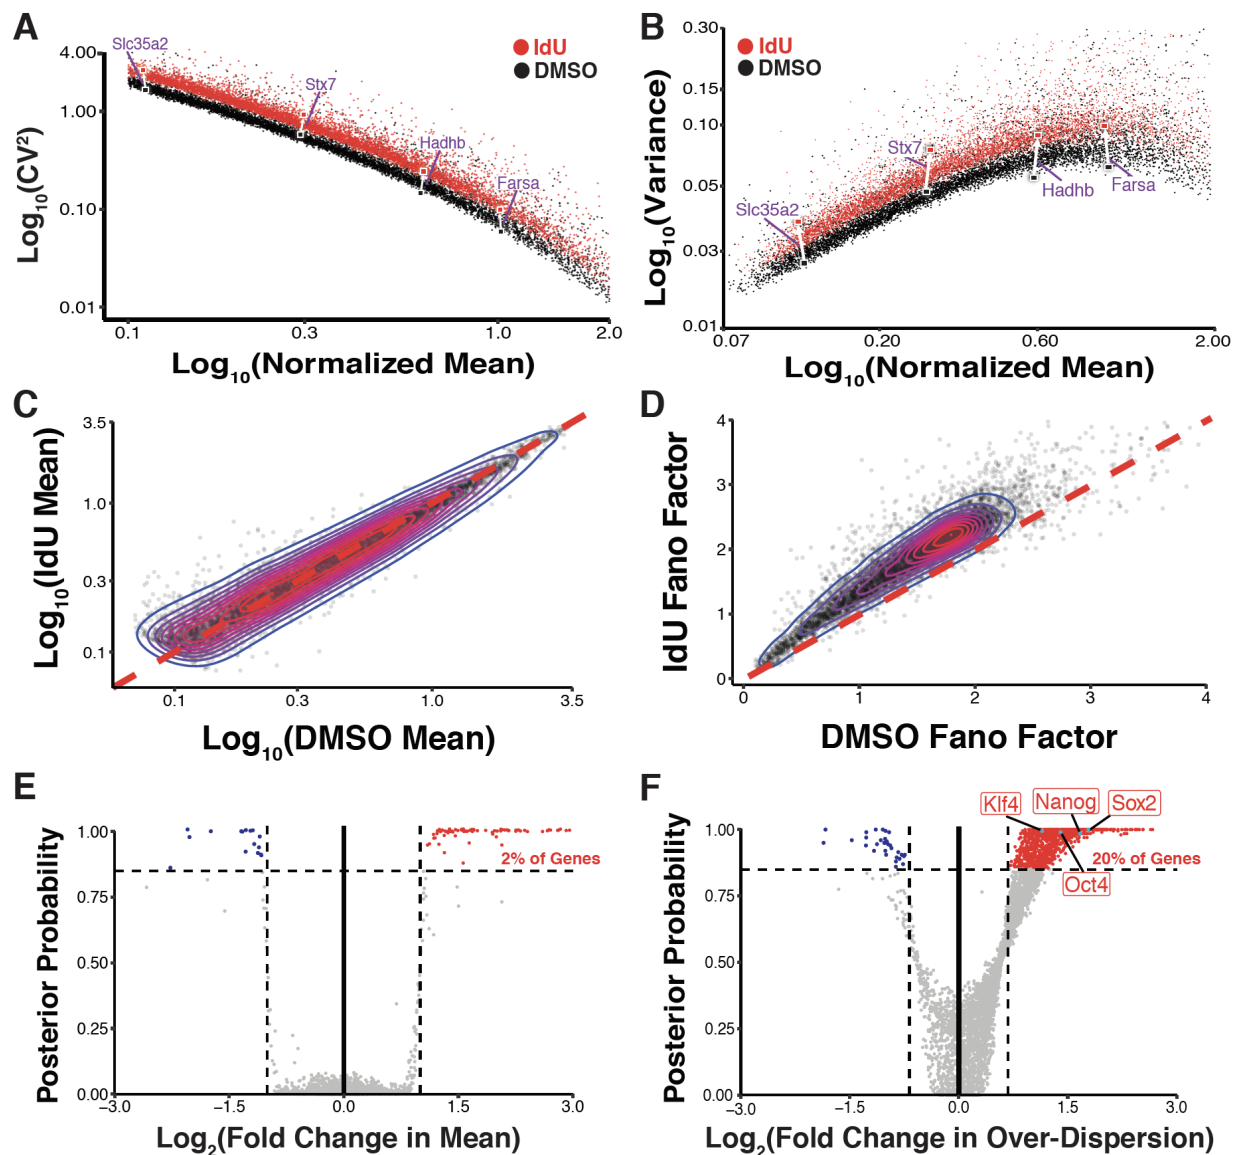 A
Log10(CV²)
4.00
1.00
0.10
0.01
Slc35a2
Stx7
Hadhb
Farsa
IdU
DMSO
0.1
0.3
1.0
2.0
Log10(Normalized Mean)
B
Log10(Variance)
0.30
0.15
0.10
0.05
0.03
0.01
IdU
DMSO
Stx7
Slc35a2
Hadhb
Farsa
0.07
0.20
0.60
2.00
Log10(Normalized Mean)
C
Log10(IdU Mean)
3.5
1.0
0.3
0.1
0.1
0.3
1.0
3.5
Log10(DMSO Mean)
D
IdU Fano Factor
4
3
2
1
0
0
1
2
3
4
DMSO Fano Factor
E
Posterior Probability
1.00
0.75
0.50
0.25
0.00
2% of Genes
−3.0
−1.5
0.0
1.5
3.0
Log2(Fold Change in Mean)
F
Posterior Probability
1.00
0.75
0.50
0.25
0.00
Klf4
Nanog
Sox2
20% of Genes
Oct4
−3.0
−1.5
0.0
1.5
3.0
Log2(Fold Change in Over-Dispersion)